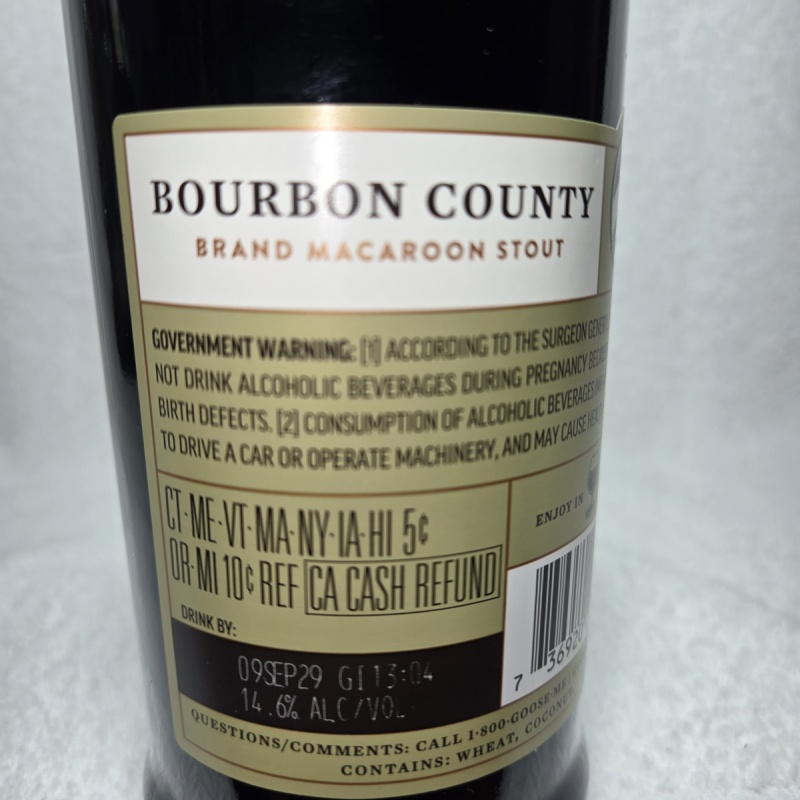 BOURBON COUNTY
BRAND MACAROON STOUT
GOVERNMENT WARNING: [1] ACCORDING TO THE SURGEON
NOT DRINK ALCOHOLIC BEVERAGES DURING PREGNANCY
BIRTH DEFECTS. [2] CONSUMPTION OF ALCOHOLIC BEVERAGES
TO DRIVE A CAR OR OPERATE MACHINERY, AND MAY CAUSE
CT·ME·VT·MA·NY·IA·HI 5¢
OR·MI 10¢ REF CA CASH REFUND
ENJOY IN
DRINK BY:
09SEP29 GI 13:04
14.6% ALC/VOL
7 36920
QUESTIONS/COMMENTS: CALL 1·800·GOOSE·ME
CONTAINS: WHEAT, COCONUT